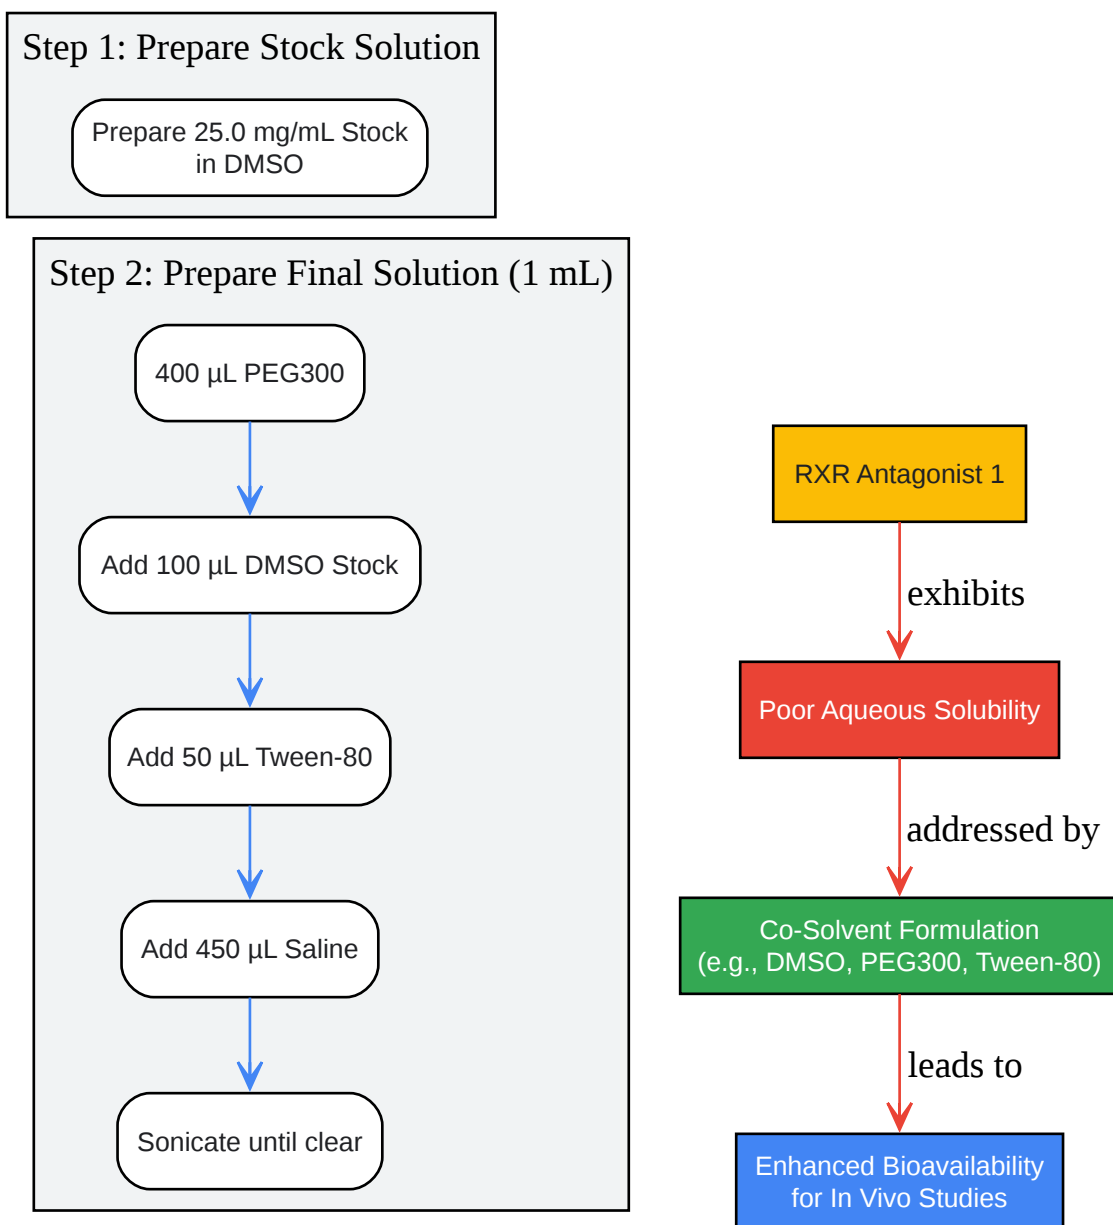 Step 1: Prepare Stock Solution
Prepare 25.0 mg/mL Stock
in DMSO
Step 2: Prepare Final Solution (1 mL)
400 µL PEG300
Add 100 µL DMSO Stock
Add 50 µL Tween-80
Add 450 µL Saline
Sonicate until clear
RXR Antagonist 1
exhibits
Poor Aqueous Solubility
addressed by
Co-Solvent Formulation
(e.g., DMSO, PEG300, Tween-80)
leads to
Enhanced Bioavailability
for In Vivo Studies